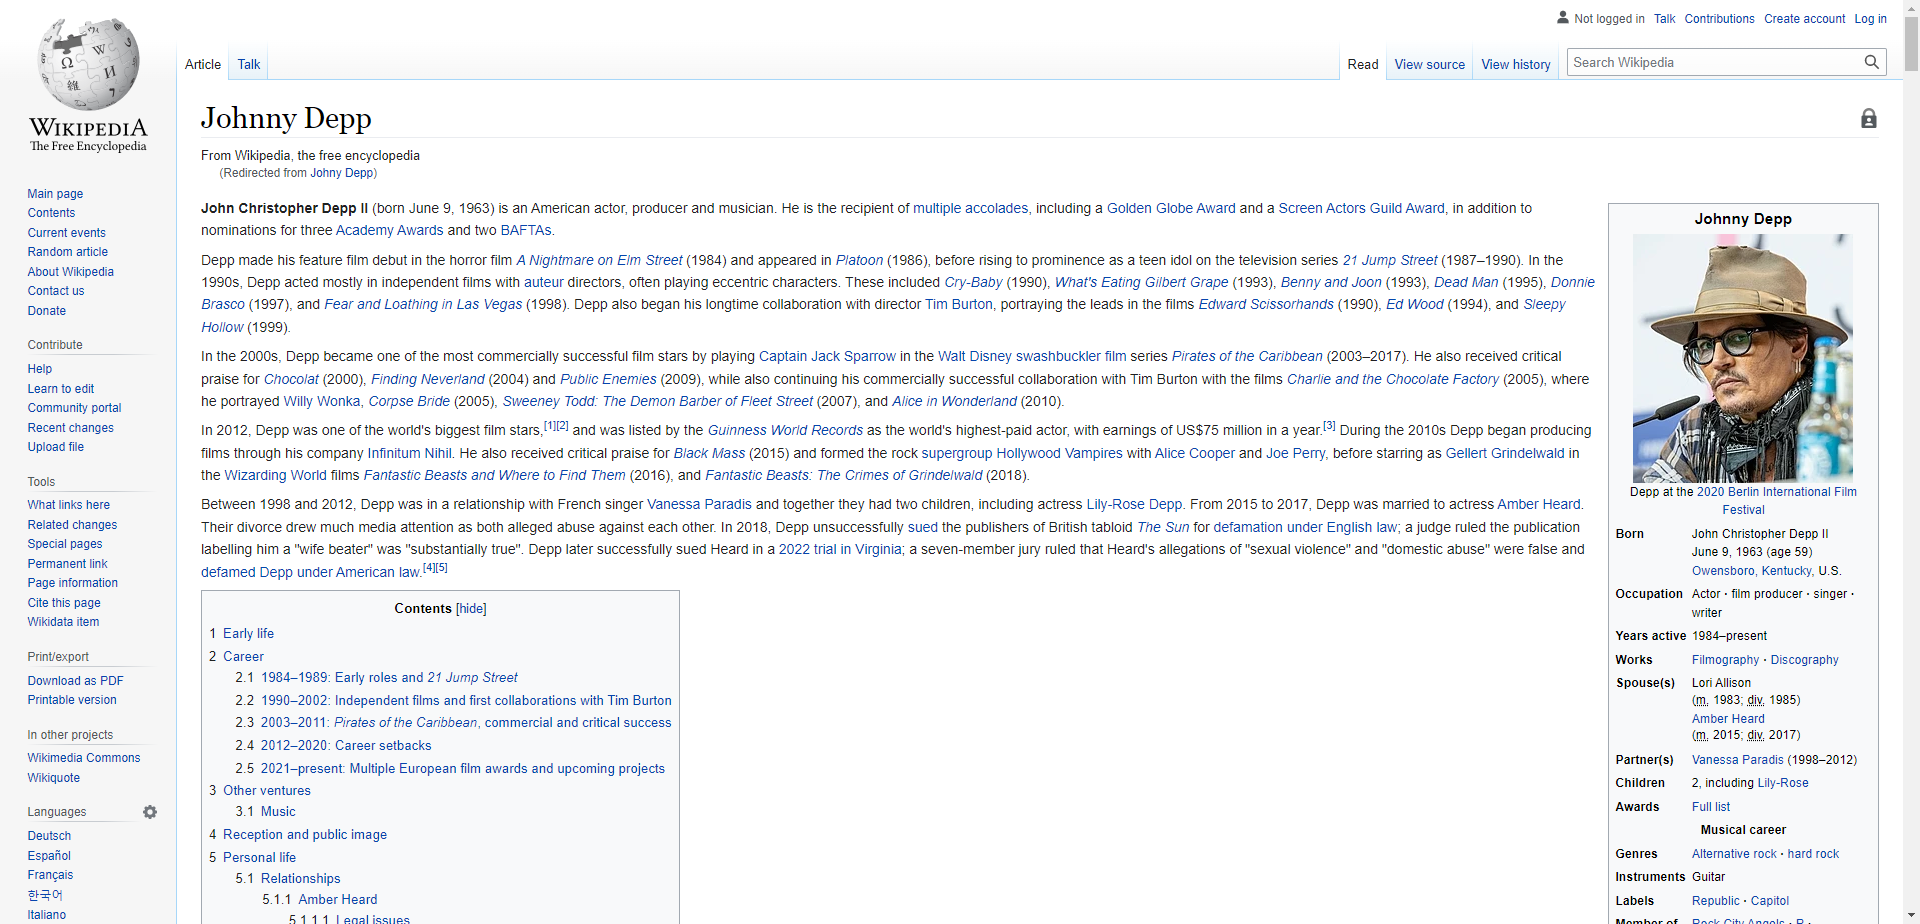 Not logged in Talk Contributions Create account Log in
Article Talk
Read View source View history Search Wikipedia
WIKIPEDIA
The Free Encyclopedia
Main page
Contents
Current events
Random article
About Wikipedia
Contact us
Donate
Contribute
Help
Learn to edit
Community portal
Recent changes
Upload file
Tools
What links here
Related changes
Special pages
Permanent link
Page information
Cite this page
Wikidata item
Print/export
Download as PDF
Printable version
In other projects
Wikimedia Commons
Wikiquote
Languages
Deutsch
Español
Français
한국어
Italiano
Johnny Depp
From Wikipedia, the free encyclopedia
(Redirected from Johny Depp)
John Christopher Depp II (born June 9, 1963) is an American actor, producer and musician. He is the recipient of multiple accolades, including a Golden Globe Award and a Screen Actors Guild Award, in addition to
nominations for three Academy Awards and two BAFTAs.
Depp made his feature film debut in the horror film A Nightmare on Elm Street (1984) and appeared in Platoon (1986), before rising to prominence as a teen idol on the television series 21 Jump Street (1987–1990). In the
1990s, Depp acted mostly in independent films with auteur directors, often playing eccentric characters. These included Cry-Baby (1990), What's Eating Gilbert Grape (1993), Benny and Joon (1993), Dead Man (1995), Donnie
Brasco (1997), and Fear and Loathing in Las Vegas (1998). Depp also began his longtime collaboration with director Tim Burton, portraying the leads in the films Edward Scissorhands (1990), Ed Wood (1994), and Sleepy
Hollow (1999).
In the 2000s, Depp became one of the most commercially successful film stars by playing Captain Jack Sparrow in the Walt Disney swashbuckler film series Pirates of the Caribbean (2003–2017). He also received critical
praise for Chocolat (2000), Finding Neverland (2004) and Public Enemies (2009), while also continuing his commercially successful collaboration with Tim Burton with the films Charlie and the Chocolate Factory (2005), where
he portrayed Willy Wonka, Corpse Bride (2005), Sweeney Todd: The Demon Barber of Fleet Street (2007), and Alice in Wonderland (2010).
In 2012, Depp was one of the world's biggest film stars,[1][2] and was listed by the Guinness World Records as the world's highest-paid actor, with earnings of US$75 million in a year.[3] During the 2010s Depp began producing
films through his company Infinitum Nihil. He also received critical praise for Black Mass (2015) and formed the rock supergroup Hollywood Vampires with Alice Cooper and Joe Perry, before starring as Gellert Grindelwald in
the Wizarding World films Fantastic Beasts and Where to Find Them (2016), and Fantastic Beasts: The Crimes of Grindelwald (2018).
Between 1998 and 2012, Depp was in a relationship with French singer Vanessa Paradis and together they had two children, including actress Lily-Rose Depp. From 2015 to 2017, Depp was married to actress Amber Heard.
Their divorce drew much media attention as both alleged abuse against each other. In 2018, Depp unsuccessfully sued the publishers of British tabloid The Sun for defamation under English law; a judge ruled the publication
labelling him a "wife beater" was "substantially true". Depp later successfully sued Heard in a 2022 trial in Virginia; a seven-member jury ruled that Heard's allegations of "sexual violence" and "domestic abuse" were false and
defamed Depp under American law.[4][5]
Contents [hide]
1 Early life
2 Career
2.1 1984–1989: Early roles and 21 Jump Street
2.2 1990–2002: Independent films and first collaborations with Tim Burton
2.3 2003–2011: Pirates of the Caribbean, commercial and critical success
2.4 2012–2020: Career setbacks
2.5 2021–present: Multiple European film awards and upcoming projects
3 Other ventures
3.1 Music
4 Reception and public image
5 Personal life
5.1 Relationships
5.1.1 Amber Heard
5.1.1.1 Legal issues
Johnny Depp
Depp at the 2020 Berlin International Film
Festival
Born John Christopher Depp II
June 9, 1963 (age 59)
Owensboro, Kentucky, U.S.
Occupation Actor · film producer · singer ·
writer
Years active 1984–present
Works Filmography · Discography
Spouse(s) Lori Allison
(m. 1983; div. 1985)
Amber Heard
(m. 2015; div. 2017)
Partner(s) Vanessa Paradis (1998–2012)
Children 2, including Lily-Rose
Awards Full list
Musical career
Genres Alternative rock · hard rock
Instruments Guitar
Labels Republic · Capitol
Member of Rock City Angels · P ·